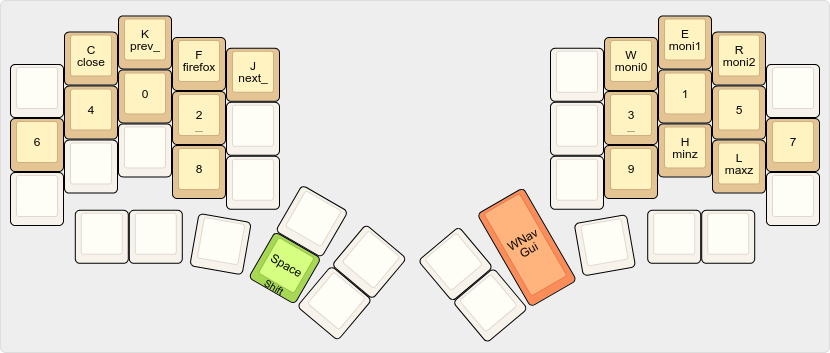 C
close
K
prev_
F
firefox
J
next_
4
0
2
_
6
8
Space
Shift
W
moni0
E
moni1
R
moni2
3
_
1
5
7
9
H
minz
L
maxz
WNav
Gui